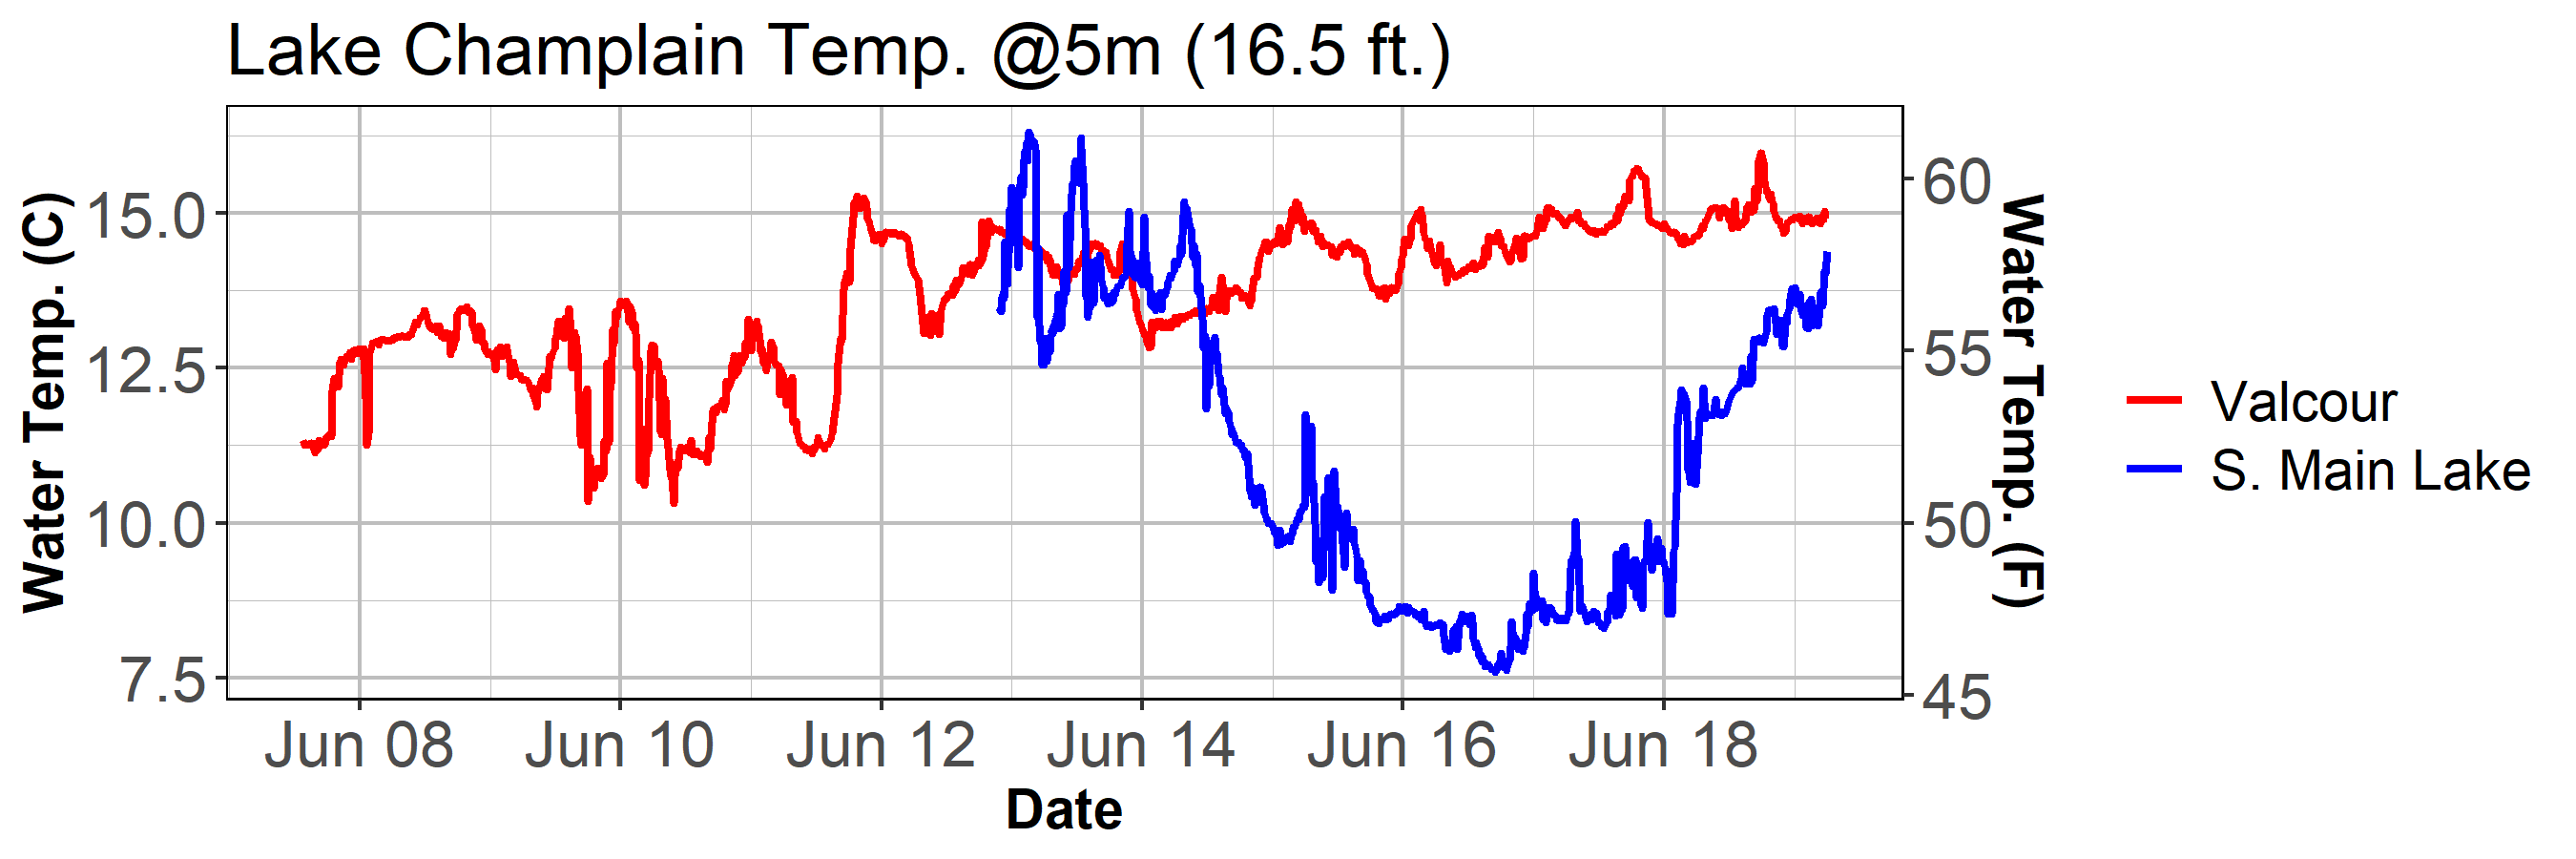 Lake Champlain Temp. @5m (16.5 ft.)
Water Temp. (C)
15.0
12.5
10.0
7.5
60
55
50
45
Water Temp. (F)
Jun 08 Jun 10 Jun 12 Jun 14 Jun 16 Jun 18
Date
Valcour
S. Main Lake